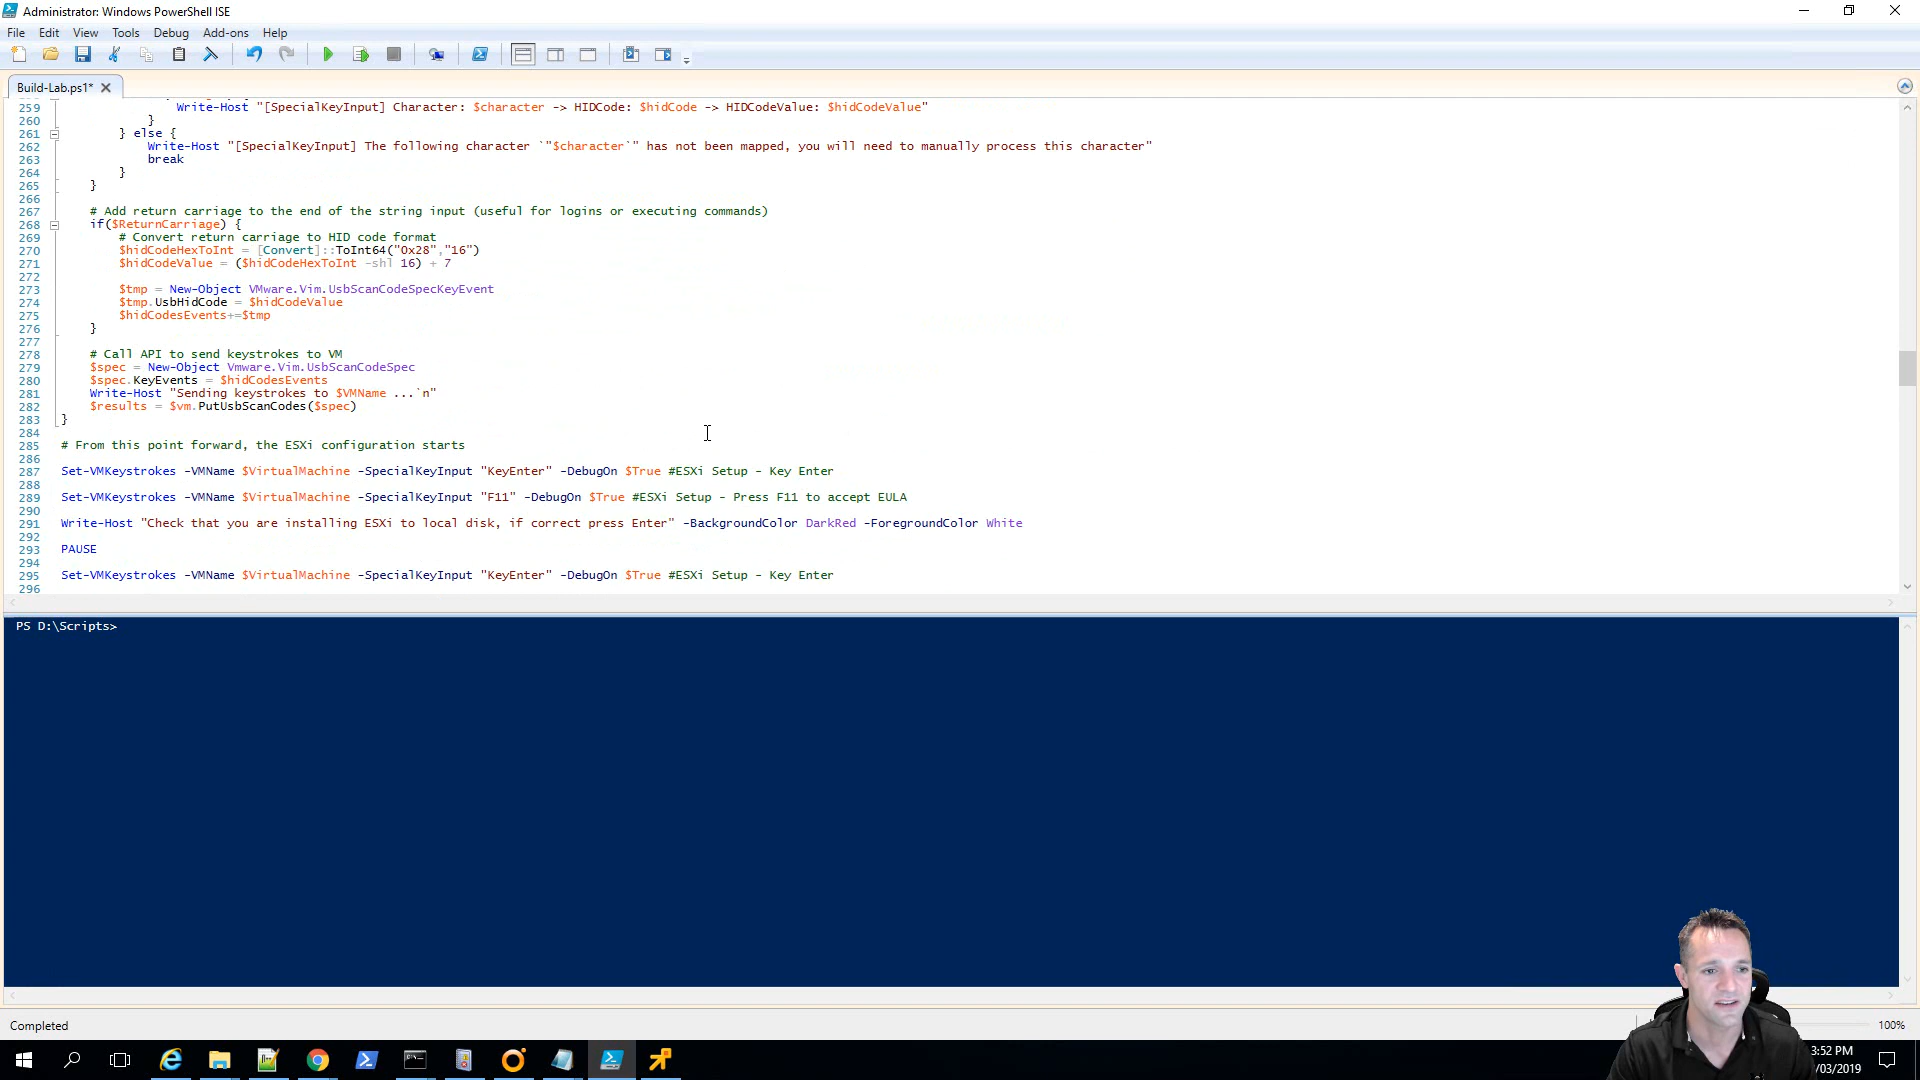 Administrator: Windows PowerShell ISE
File Edit View Tools Debug Add-ons Help
Build-Lab.ps1*
259 Write-Host "[SpecialKeyInput] Character: $character -> HIDCode: $hidCode -> HIDCodeValue: $hidCodeValue"
260 }
261 } else {
262 Write-Host "[SpecialKeyInput] The following character `"$character`" has not been mapped, you will need to manually process this character"
263 break
264 }
265 }
266
267 # Add return carriage to the end of the string input (useful for logins or executing commands)
268 if($ReturnCarriage) {
269 # Convert return carriage to HID code format
270 $hidCodeHexToInt = [Convert]::ToInt64("0x28","16")
271 $hidCodeValue = ($hidCodeHexToInt -shl 16) + 7
272
273 $tmp = New-Object VMware.Vim.UsbScanCodeSpecKeyEvent
274 $tmp.UsbHidCode = $hidCodeValue
275 $hidCodesEvents+=$tmp
276 }
277
278 # Call API to send keystrokes to VM
279 $spec = New-Object Vmware.Vim.UsbScanCodeSpec
280 $spec.KeyEvents = $hidCodesEvents
281 Write-Host "Sending keystrokes to $VMName ...`n"
282 $results = $vm.PutUsbScanCodes($spec)
283 }
284
285 # From this point forward, the ESXi configuration starts
286
287 Set-VMKeystrokes -VMName $VirtualMachine -SpecialKeyInput "KeyEnter" -DebugOn $True #ESXi Setup - Key Enter
288
289 Set-VMKeystrokes -VMName $VirtualMachine -SpecialKeyInput "F11" -DebugOn $True #ESXi Setup - Press F11 to accept EULA
290
291 Write-Host "Check that you are installing ESXi to local disk, if correct press Enter" -BackgroundColor DarkRed -ForegroundColor White
292
293 PAUSE
294
295 Set-VMKeystrokes -VMName $VirtualMachine -SpecialKeyInput "KeyEnter" -DebugOn $True #ESXi Setup - Key Enter
296
PS D:\Scripts>
Completed
100%
3:52 PM
/03/2019